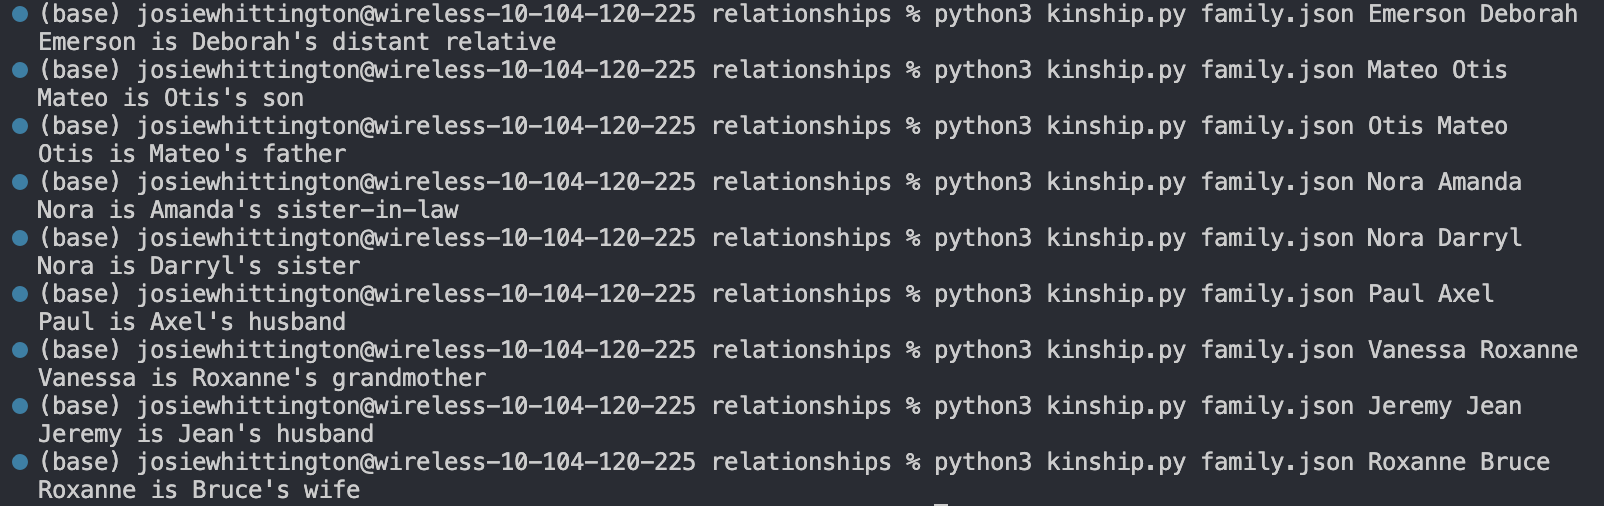 (base) josiewhittington@wireless-10-104-120-225 relationships % python3 kinship.py family.json Emerson Deborah
Emerson is Deborah's distant relative
(base) josiewhittington@wireless-10-104-120-225 relationships % python3 kinship.py family.json Mateo Otis
Mateo is Otis's son
(base) josiewhittington@wireless-10-104-120-225 relationships % python3 kinship.py family.json Otis Mateo
Otis is Mateo's father
(base) josiewhittington@wireless-10-104-120-225 relationships % python3 kinship.py family.json Nora Amanda
Nora is Amanda's sister-in-law
(base) josiewhittington@wireless-10-104-120-225 relationships % python3 kinship.py family.json Nora Darryl
Nora is Darryl's sister
(base) josiewhittington@wireless-10-104-120-225 relationships % python3 kinship.py family.json Paul Axel
Paul is Axel's husband
(base) josiewhittington@wireless-10-104-120-225 relationships % python3 kinship.py family.json Vanessa Roxanne
Vanessa is Roxanne's grandmother
(base) josiewhittington@wireless-10-104-120-225 relationships % python3 kinship.py family.json Jeremy Jean
Jeremy is Jean's husband
(base) josiewhittington@wireless-10-104-120-225 relationships % python3 kinship.py family.json Roxanne Bruce
Roxanne is Bruce's wife